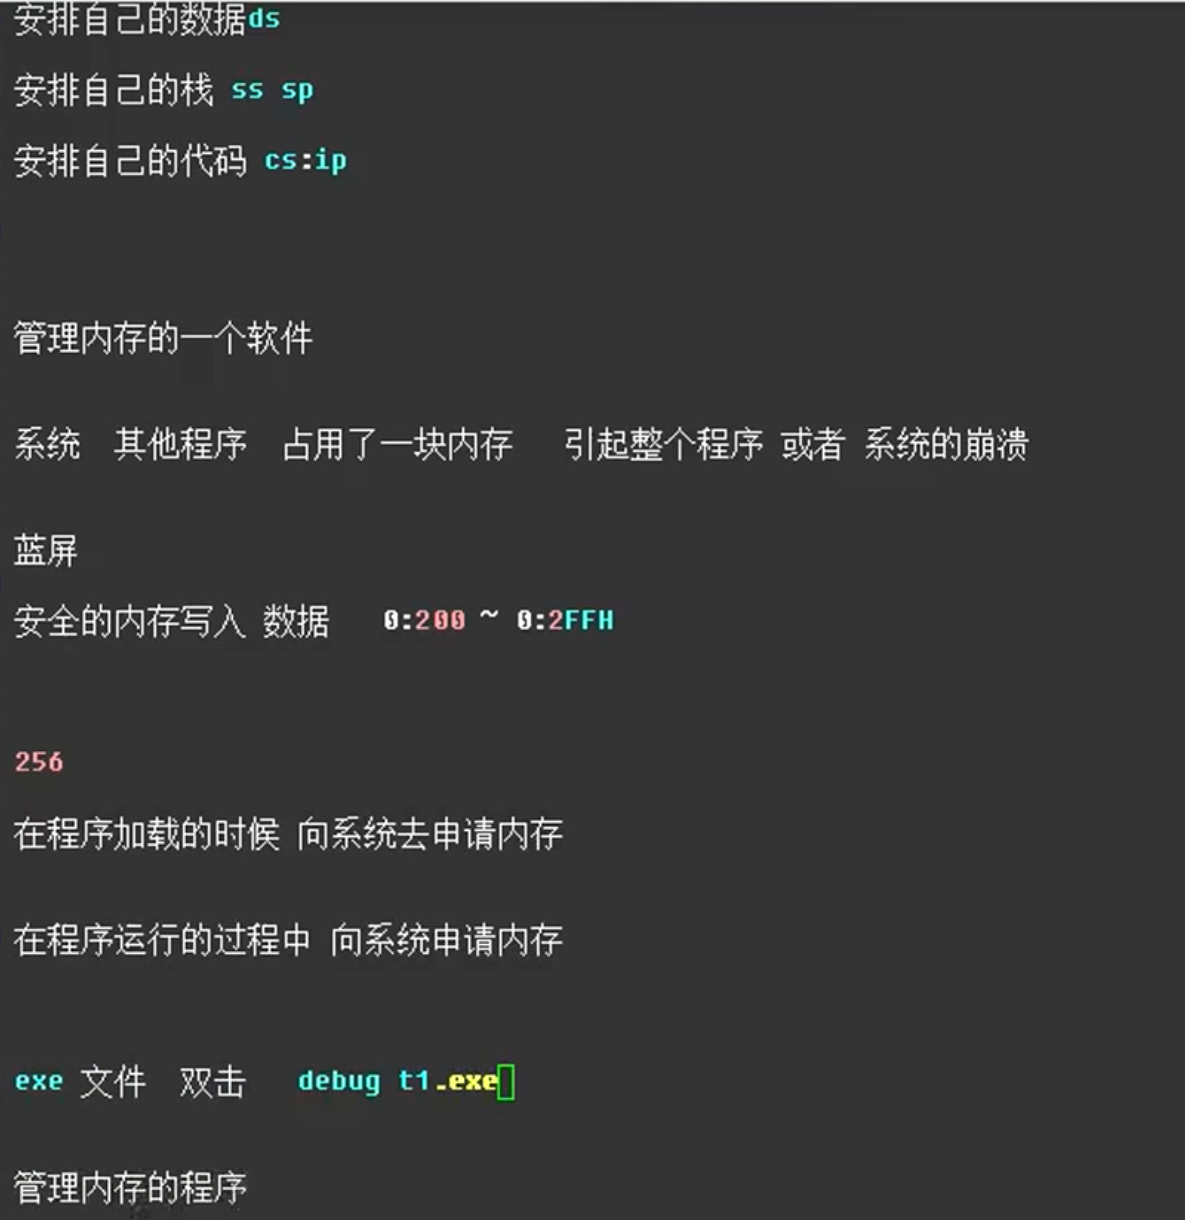 安排自己的数据ds
安排自己的栈 ss sp
安排自己的代码 cs:ip
管理内存的一个软件
系统 其他程序 占用了一块内存 引起整个程序 或者 系统的崩溃
蓝屏
安全的内存写入 数据 0:200 ~ 0:2FFH
256
在程序加载的时候 向系统去申请内存
在程序运行的过程中 向系统申请内存
exe 文件 双击 debug t1.exe
管理内存的程序